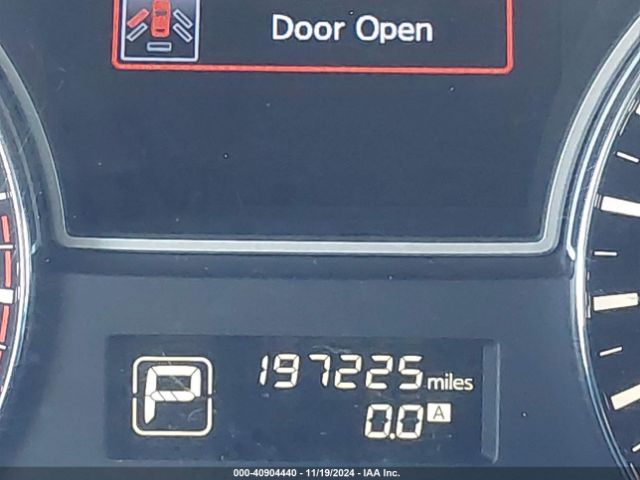 Door Open
P
197225 miles
0.0 A
000-40904440 - 11/19/2024 - IAA Inc.